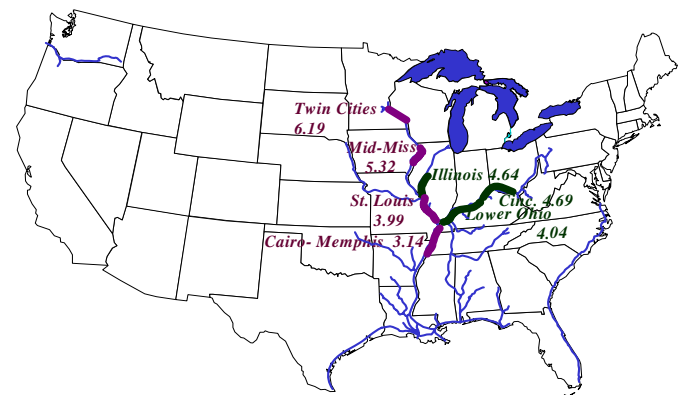 Twin Cities
6.19
Mid-Miss
5.32
Illinois 4.64
St. Louis
3.99
Cinc. 4.69
Lower Ohio
4.04
Cairo- Memphis 3.14